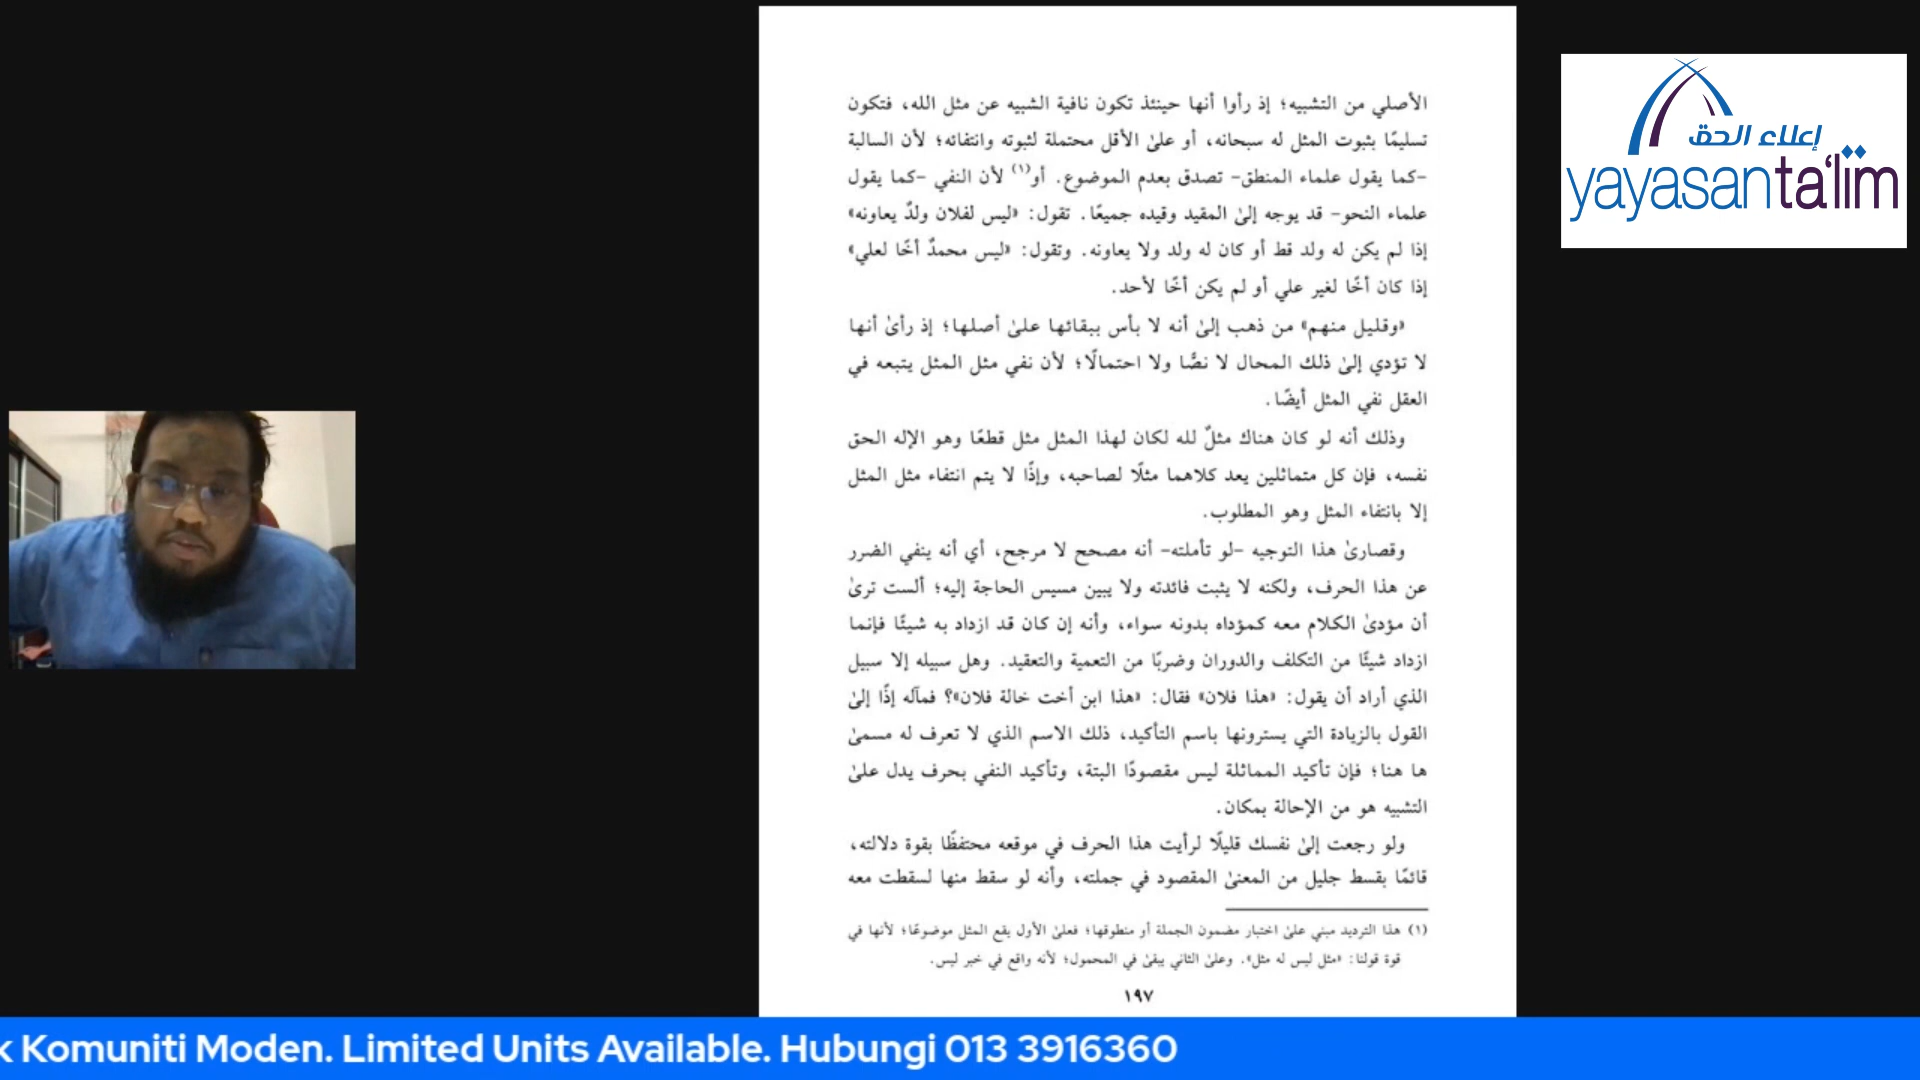 الأصلي من التشبيه؛ إذ رأوا أنها حينئذ تكون نافية الشبيه عن مثل الله، فتكون
تسليمًا بثبوت المثل له سبحانه، أو علىٰ الأقل محتملة لثبوته وانتفائه؛ لأن السالبة
-كما يقول علماء المنطق- تصدق بعدم الموضوع. أو(١) لأن النفي -كما يقول
علماء النحو- قد يوجه إلىٰ المقيد وقيده جميعًا. تقول: «ليس لفلان ولدٌ يعاونه»
إذا لم يكن له ولد قط أو كان له ولد ولا يعاونه. وتقول: «ليس محمدٌ أخًا لعلي»
إذا كان أخًا لغير علي أو لم يكن أخًا لأحد.
«وقليل منهم» من ذهب إلىٰ أنه لا بأس ببقائها علىٰ أصلها؛ إذ رأىٰ أنها
لا تؤدي إلىٰ ذلك المحال لا نصًّا ولا احتمالًا؛ لأن نفي مثل المثل يتبعه في
العقل نفي المثل أيضًا.
وذلك أنه لو كان هناك مثلٌ لله لكان لهذا المثل مثل قطعًا وهو الإله الحق
نفسه، فإن كل متماثلين يعد كلاهما مثلًا لصاحبه، وإذًا لا يتم انتفاء مثل المثل
إلا بانتفاء المثل وهو المطلوب.
وقصارىٰ هذا التوجيه -لو تأملته- أنه مصحح لا مرجح، أي أنه ينفي الضرر
عن هذا الحرف، ولكنه لا يثبت فائدته ولا يبين مسيس الحاجة إليه؛ ألست ترىٰ
أن مؤدىٰ الكلام معه كمؤداه بدونه سواء، وأنه إن كان قد ازداد به شيئًا فإنما
ازداد شيئًا من التكلف والدوران وضربًا من التعمية والتعقيد. وهل سبيله إلا سبيل
الذي أراد أن يقول: «هذا فلان» فقال: «هذا ابن أخت خالة فلان»؟ فمآله إذًا إلىٰ
القول بالزيادة التي يسترونها باسم التأكيد، ذلك الاسم الذي لا تعرف له مسمىٰ
ها هنا؛ فإن تأكيد المماثلة ليس مقصودًا البتة، وتأكيد النفي بحرف يدل علىٰ
التشبيه هو من الإحالة بمكان.
ولو رجعت إلىٰ نفسك قليلًا لرأيت هذا الحرف في موقعه محتفظًا بقوة دلالته،
قائمًا بقسط جليل من المعنىٰ المقصود في جملته، وأنه لو سقط منها لسقطت معه
(١) هذا الترديد مبني علىٰ اختبار مضمون الجملة أو منطوقها؛ فعلىٰ الأول يقع المثل موضوعًا؛ لأنها في
قوة قولنا: «مثل ليس له مثل». وعلىٰ الثاني يبقىٰ في المحمول؛ لأنه واقع في خبر ليس.
١٩٧
إعلاء الحق
yayasanta'lim
k Komuniti Moden. Limited Units Available. Hubungi 013 3916360